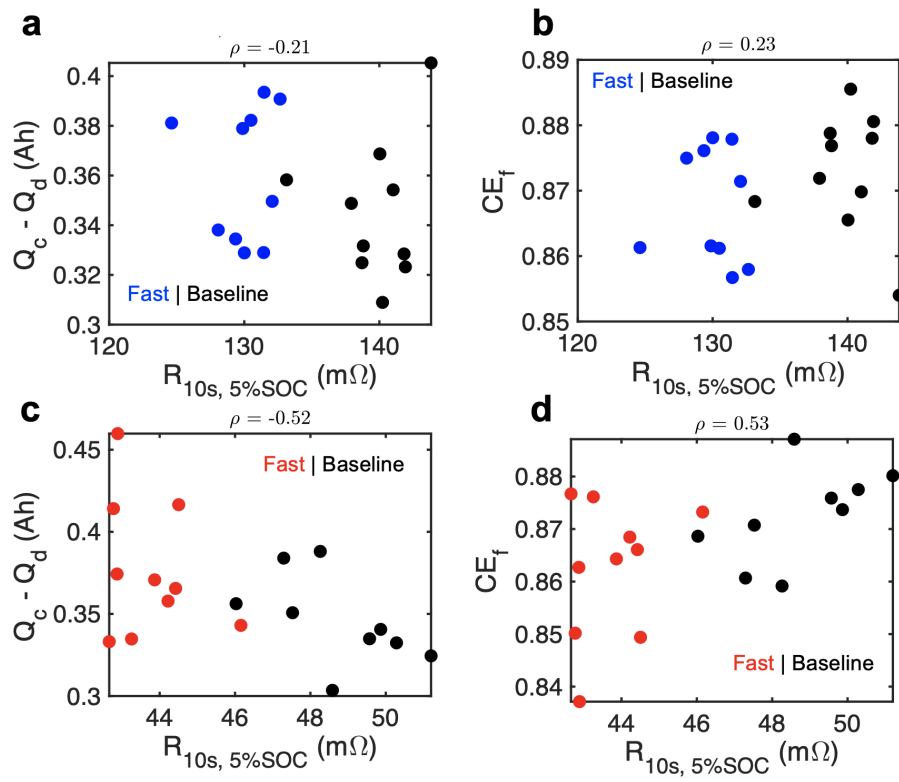 a
ρ = -0.21
Q_c - Q_d (Ah)
0.4
0.38
0.36
0.34
0.32
0.3
Fast | Baseline
120
130
140
R_10s, 5%SOC (mΩ)
b
ρ = 0.23
CE_f
0.89
0.88
0.87
0.86
0.85
Fast | Baseline
120
130
140
R_10s, 5%SOC (mΩ)
c
ρ = -0.52
Q_c - Q_d (Ah)
0.45
0.4
0.35
0.3
Fast | Baseline
44
46
48
50
R_10s, 5%SOC (mΩ)
d
ρ = 0.53
CE_f
0.88
0.87
0.86
0.85
0.84
Fast | Baseline
44
46
48
50
R_10s, 5%SOC (mΩ)